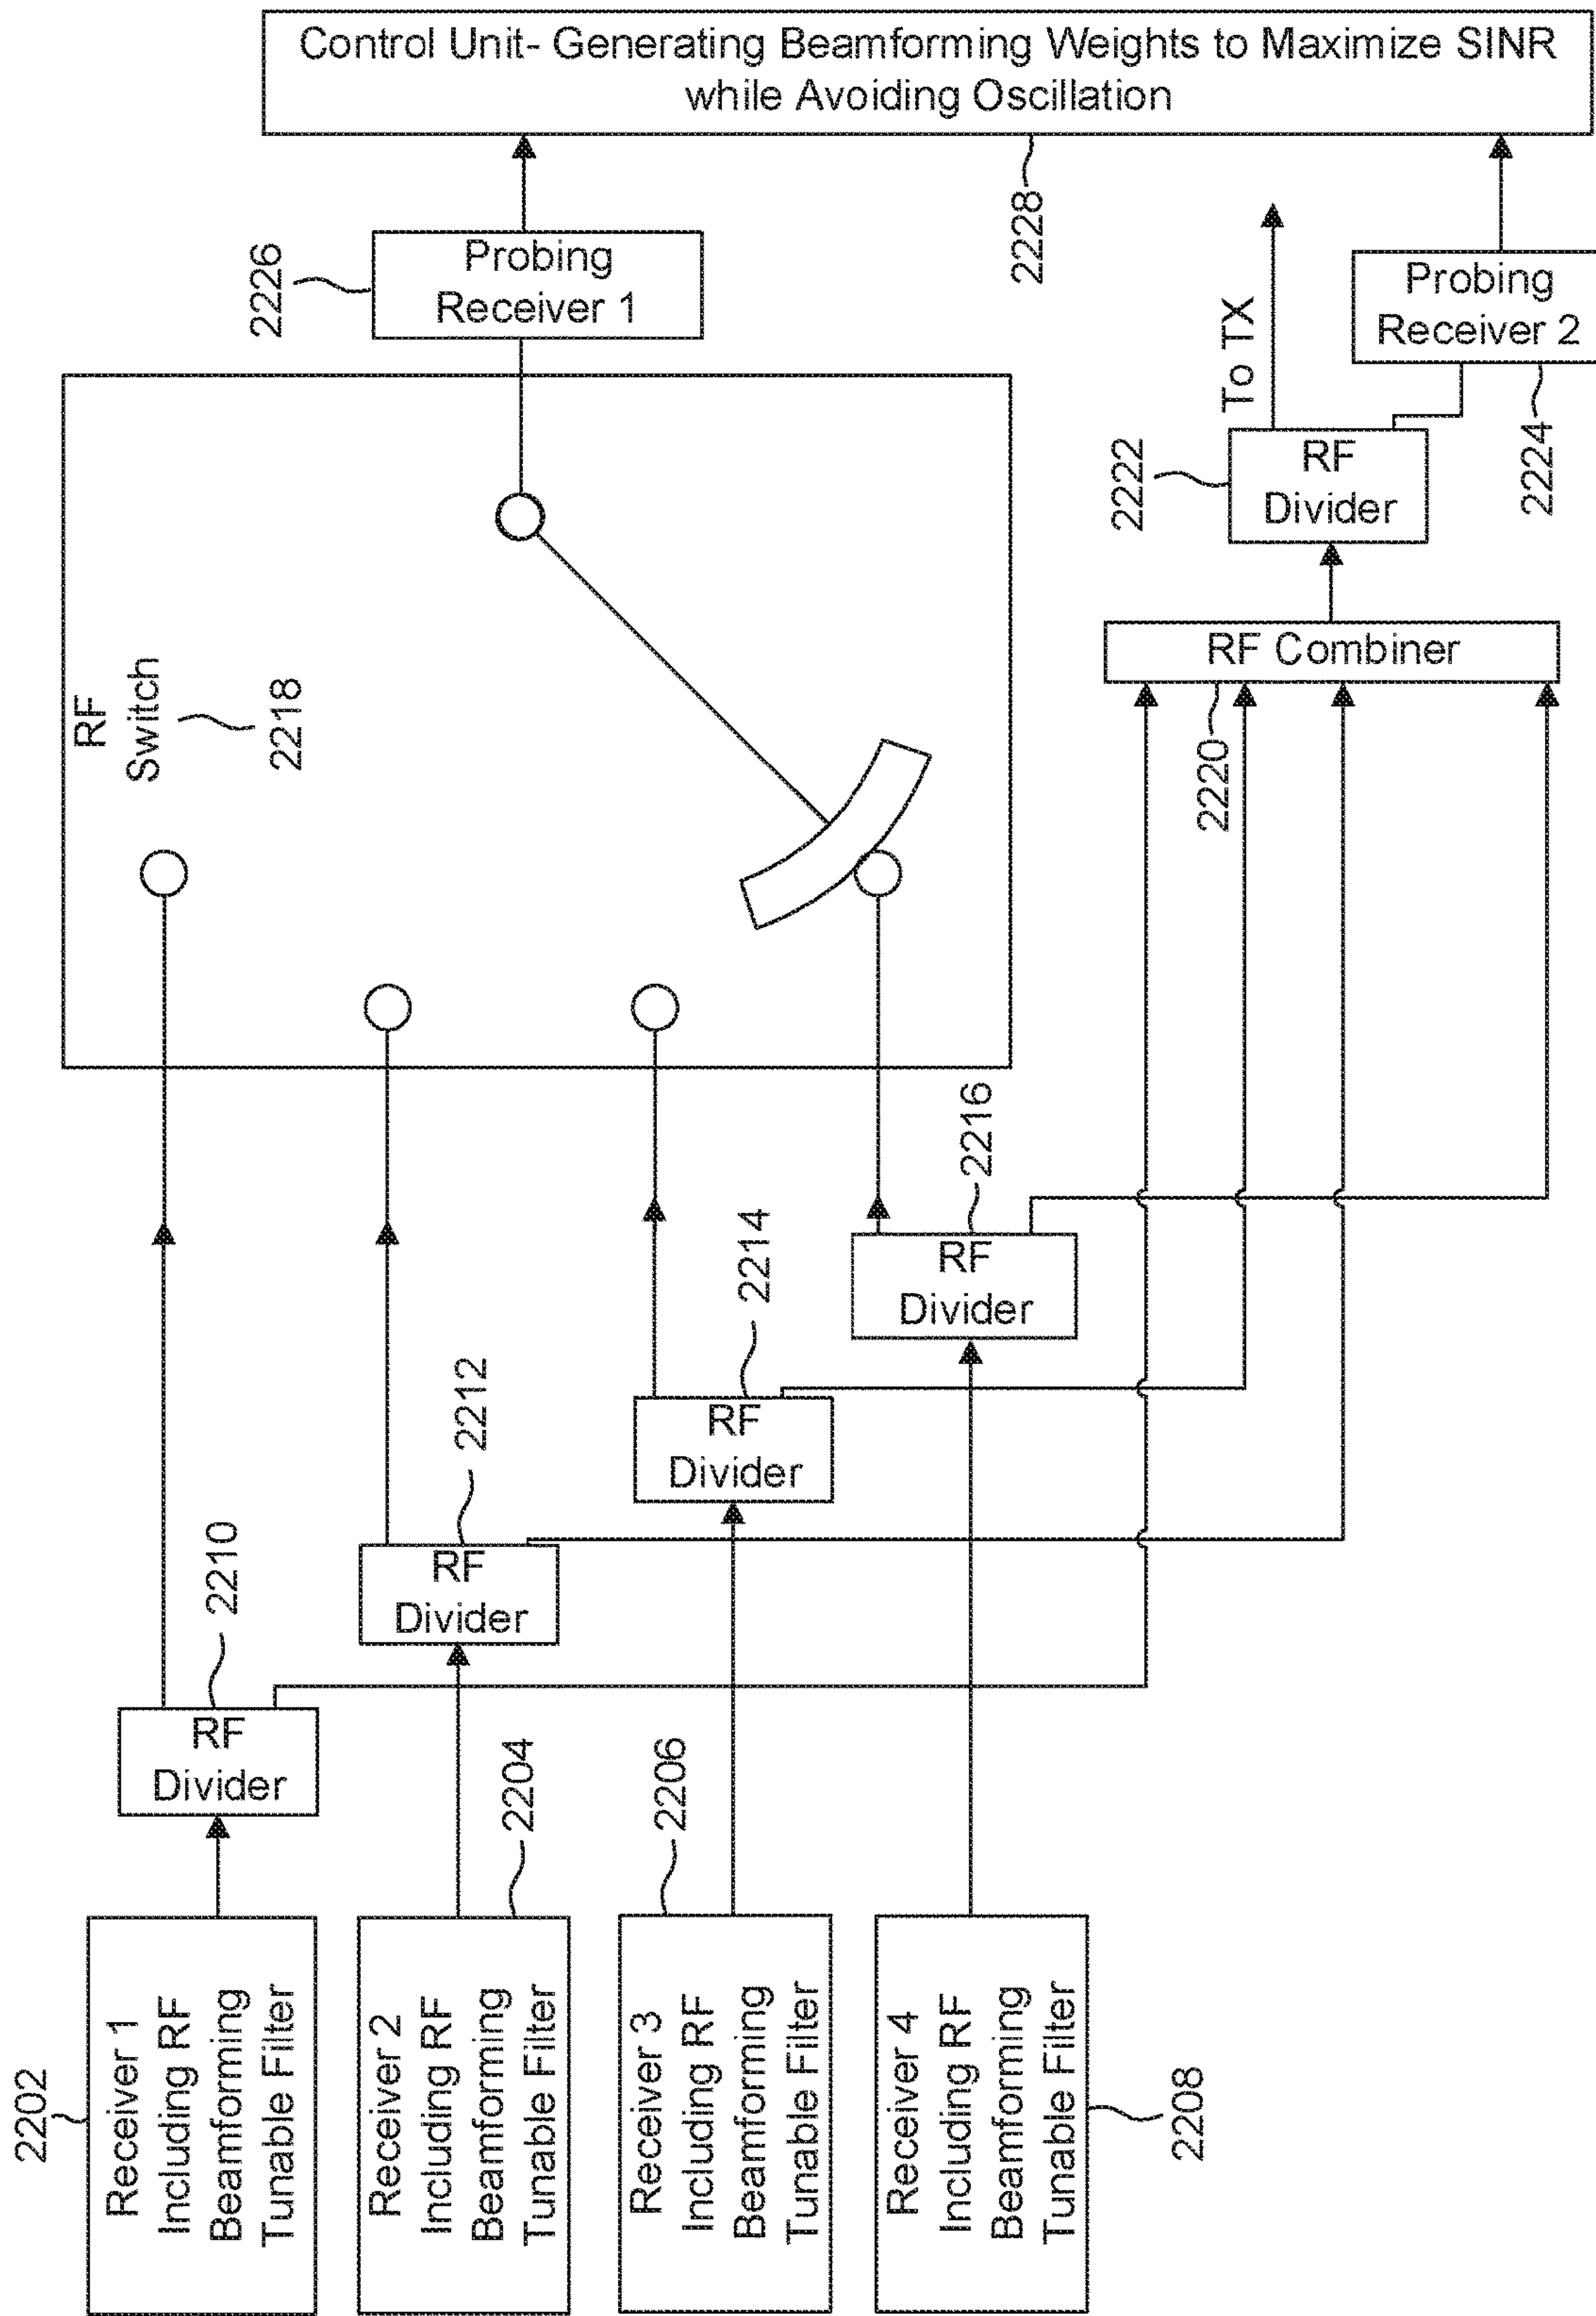 Control Unit- Generating Beamforming Weights to Maximize SINR
while Avoiding Oscillation
2228
2226
Probing
Receiver 1
Probing
Receiver 2
2224
To TX
2222
RF
Divider
RF Combiner
2220
RF
Switch
2218
2216
RF
Divider
2214
RF
Divider
2212
RF
Divider
2210
RF
Divider
2202
Receiver 1
Including RF
Beamforming
Tunable Filter
2204
Receiver 2
Including RF
Beamforming
Tunable Filter
2206
Receiver 3
Including RF
Beamforming
Tunable Filter
2208
Receiver 4
Including RF
Beamforming
Tunable Filter